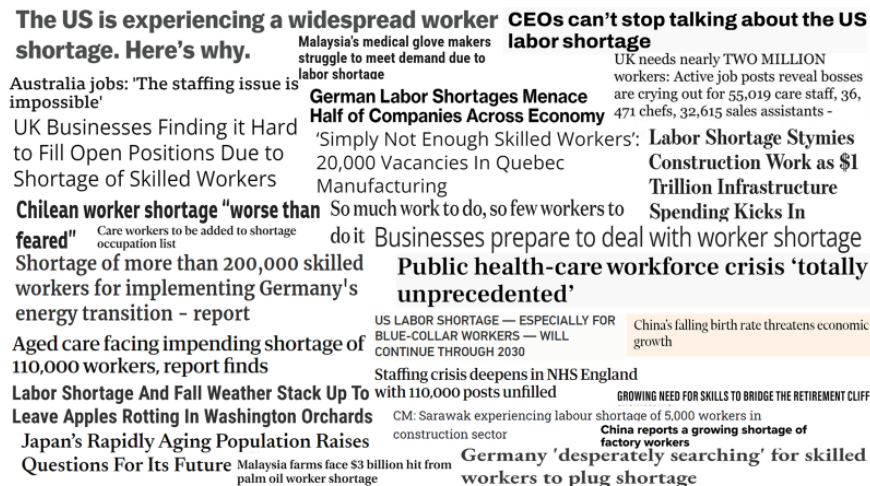 The US is experiencing a widespread worker
shortage. Here's why.
CEOs can't stop talking about the US
labor shortage
Malaysia's medical glove makers
struggle to meet demand due to
labor shortage
UK needs nearly TWO MILLION
workers: Active job posts reveal bosses
are crying out for 55,019 care staff, 36,
471 chefs, 32,615 sales assistants -
Australia jobs: 'The staffing issue is
impossible'
German Labor Shortages Menace
Half of Companies Across Economy
UK Businesses Finding it Hard
to Fill Open Positions Due to
Shortage of Skilled Workers
'Simply Not Enough Skilled Workers':
20,000 Vacancies In Quebec
Manufacturing
Labor Shortage Stymies
Construction Work as $1
Trillion Infrastructure
Spending Kicks In
Chilean worker shortage "worse than
feared"
Care workers to be added to shortage
occupation list
So much work to do, so few workers to
do it
Businesses prepare to deal with worker shortage
Shortage of more than 200,000 skilled
workers for implementing Germany's
energy transition - report
Public health-care workforce crisis 'totally
unprecedented'
US LABOR SHORTAGE — ESPECIALLY FOR
BLUE-COLLAR WORKERS — WILL
CONTINUE THROUGH 2030
China's falling birth rate threatens economic
growth
Aged care facing impending shortage of
110,000 workers, report finds
Staffing crisis deepens in NHS England
with 110,000 posts unfilled
Labor Shortage And Fall Weather Stack Up To
Leave Apples Rotting In Washington Orchards
GROWING NEED FOR SKILLS TO BRIDGE THE RETIREMENT CLIFF
CM: Sarawak experiencing labour shortage of 5,000 workers in
construction sector
China reports a growing shortage of
factory workers
Japan's Rapidly Aging Population Raises
Questions For Its Future
Malaysia farms face $3 billion hit from
palm oil worker shortage
Germany 'desperately searching' for skilled
workers to plug shortage